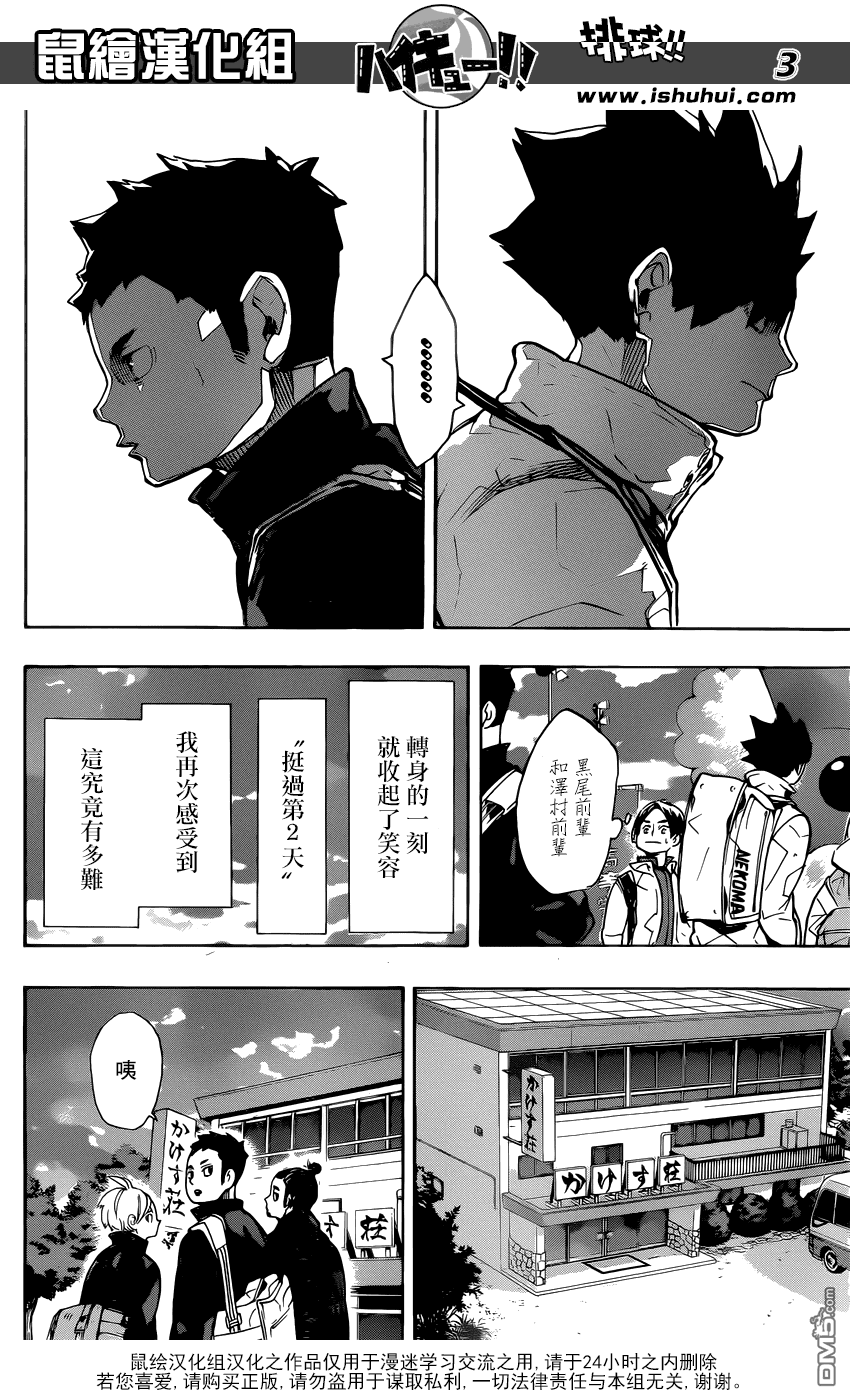 鼠繪漢化組
ハイキュー!!
排球!!
3
www.ishuhui.com
……
黑尾前輩
和澤村前輩
NEKOMA
轉身的一刻
就收起了笑容
〝挺過第2天〞
我再次感受到
這究竟有多難
かけす荘
かけす荘
咦
かけす荘
す荘
DM5.com
鼠绘汉化组汉化之作品仅用于漫迷学习交流之用, 请于24小时之内删除
若您喜爱, 请购买正版, 请勿盗用于谋取私利, 一切法律责任与本组无关, 谢谢。